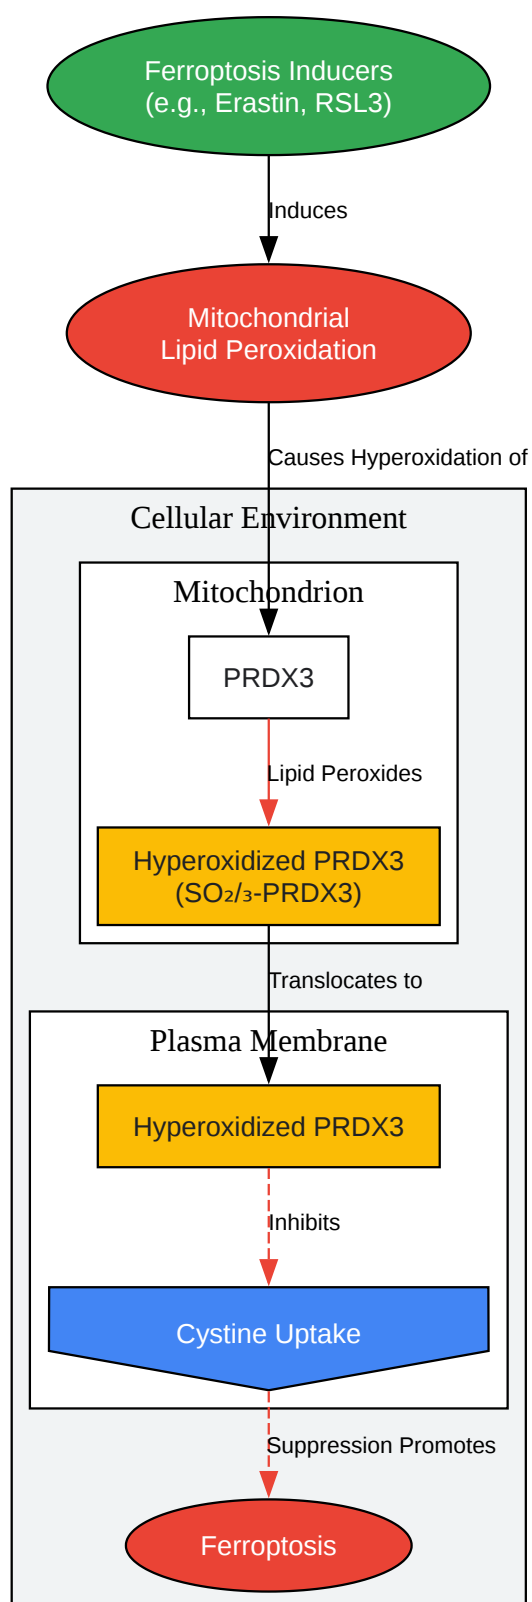 Ferroptosis Inducers
(e.g., Erastin, RSL3)
Induces
Mitochondrial
Lipid Peroxidation
Causes Hyperoxidation of
Cellular Environment
Mitochondrion
PRDX3
Lipid Peroxides
Hyperoxidized PRDX3
(SO₂/₃-PRDX3)
Translocates to
Plasma Membrane
Hyperoxidized PRDX3
Inhibits
Cystine Uptake
Suppression Promotes
Ferroptosis